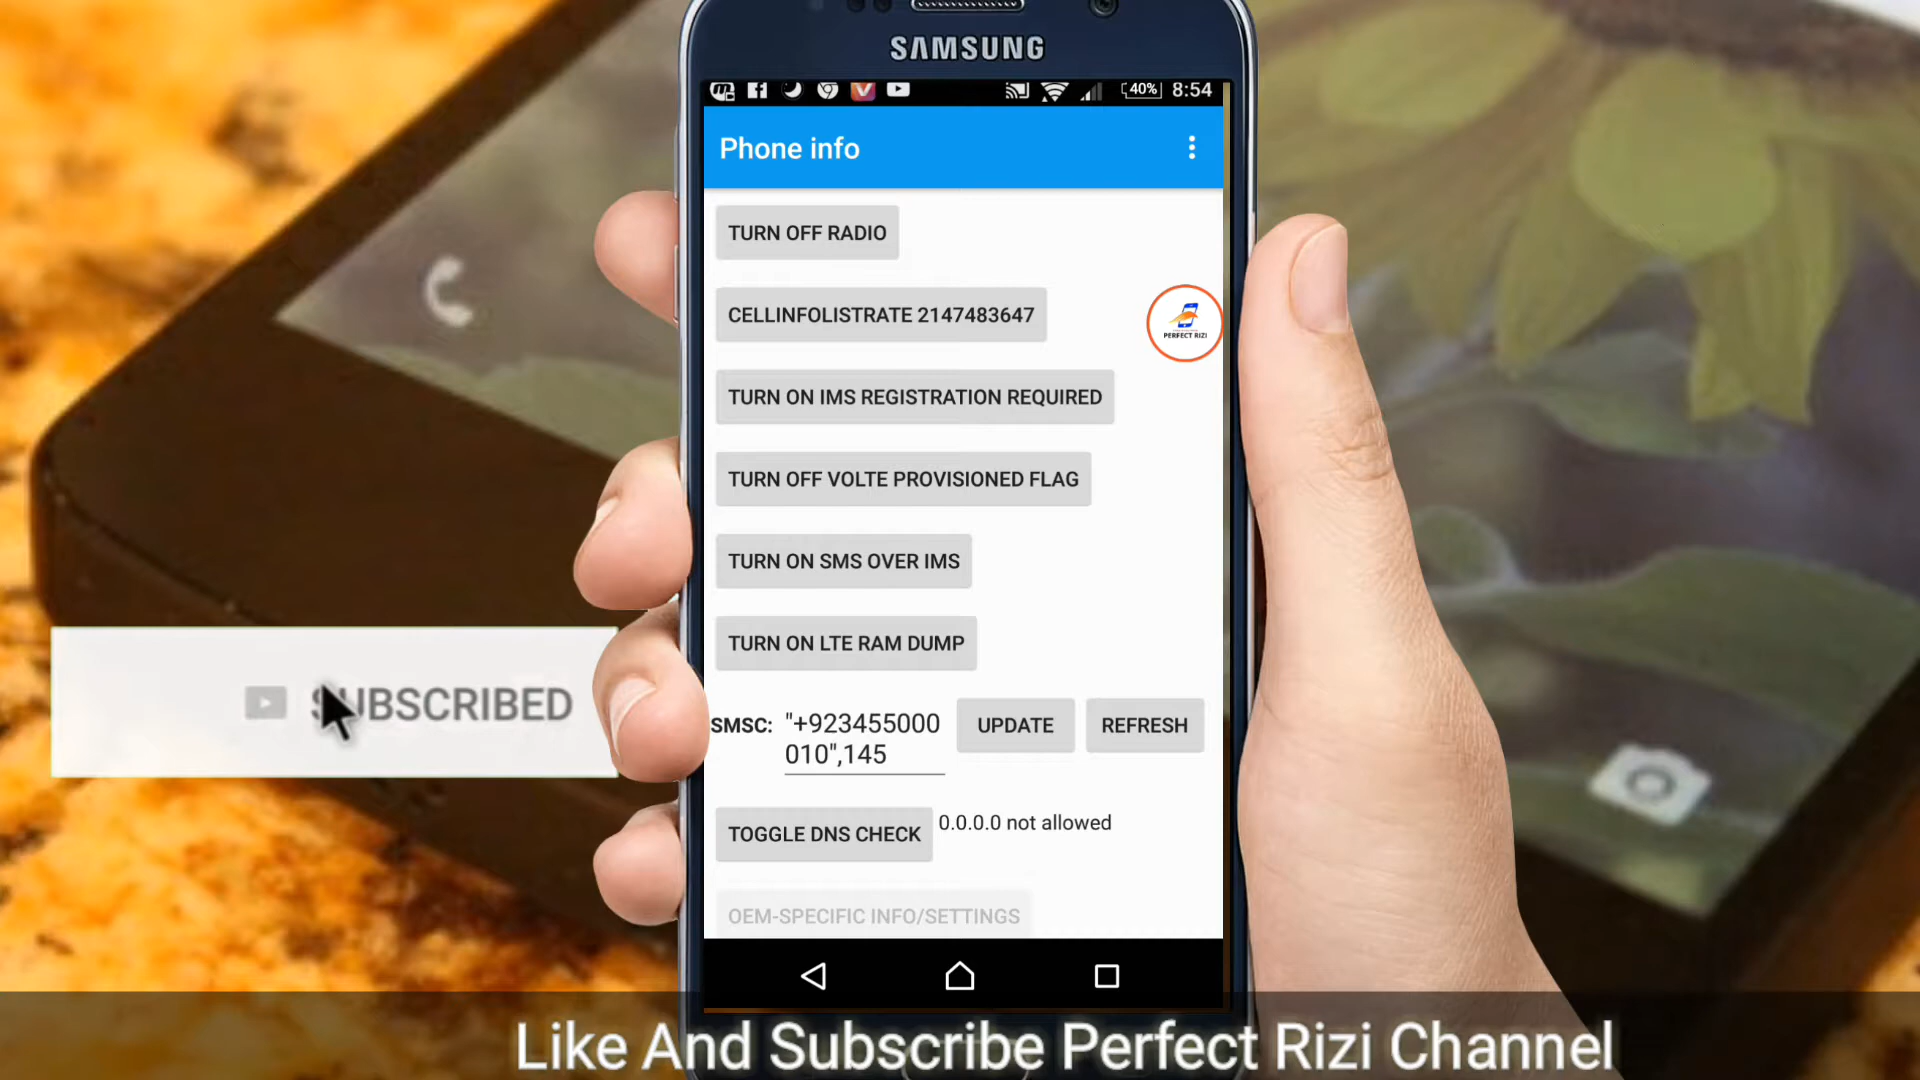 SAMSUNG
40% 8:54
Phone info
TURN OFF RADIO
CELLINFOLISTRATE 2147483647
PERFECT RIZI
TURN ON IMS REGISTRATION REQUIRED
TURN OFF VOLTE PROVISIONED FLAG
TURN ON SMS OVER IMS
TURN ON LTE RAM DUMP
SUBSCRIBED
SMSC: "+923455000 UPDATE REFRESH
010",145
TOGGLE DNS CHECK 0.0.0.0 not allowed
OEM-SPECIFIC INFO/SETTINGS
Like And Subscribe Perfect Rizi Channel